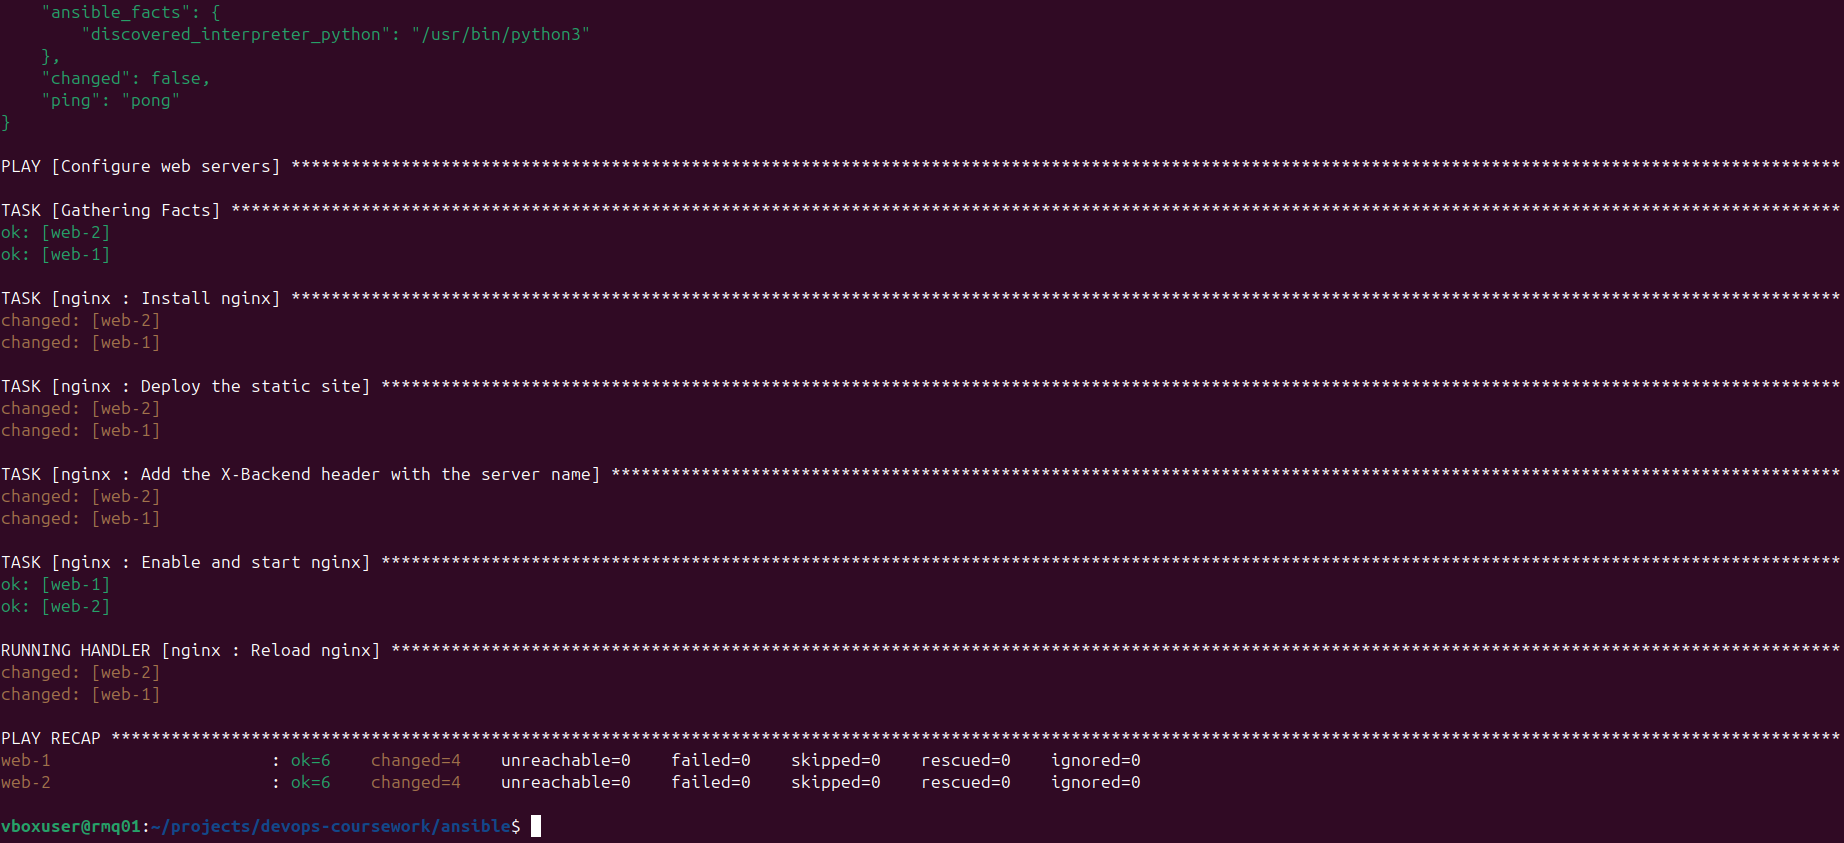 "ansible_facts": {
        "discovered_interpreter_python": "/usr/bin/python3"
    },
    "changed": false,
    "ping": "pong"
}
PLAY [Configure web servers] ***********************************************************************************************************************************************************
TASK [Gathering Facts] *****************************************************************************************************************************************************************
ok: [web-2]
ok: [web-1]
TASK [nginx : Install nginx] ***********************************************************************************************************************************************************
changed: [web-2]
changed: [web-1]
TASK [nginx : Deploy the static site] **************************************************************************************************************************************************
changed: [web-2]
changed: [web-1]
TASK [nginx : Add the X-Backend header with the server name] ***************************************************************************************************************************
changed: [web-2]
changed: [web-1]
TASK [nginx : Enable and start nginx] **************************************************************************************************************************************************
ok: [web-1]
ok: [web-2]
RUNNING HANDLER [nginx : Reload nginx] *************************************************************************************************************************************************
changed: [web-2]
changed: [web-1]
PLAY RECAP *****************************************************************************************************************************************************************************
web-1                      : ok=6    changed=4    unreachable=0    failed=0    skipped=0    rescued=0    ignored=0
web-2                      : ok=6    changed=4    unreachable=0    failed=0    skipped=0    rescued=0    ignored=0
vboxuser@rmq01:~/projects/devops-coursework/ansible$